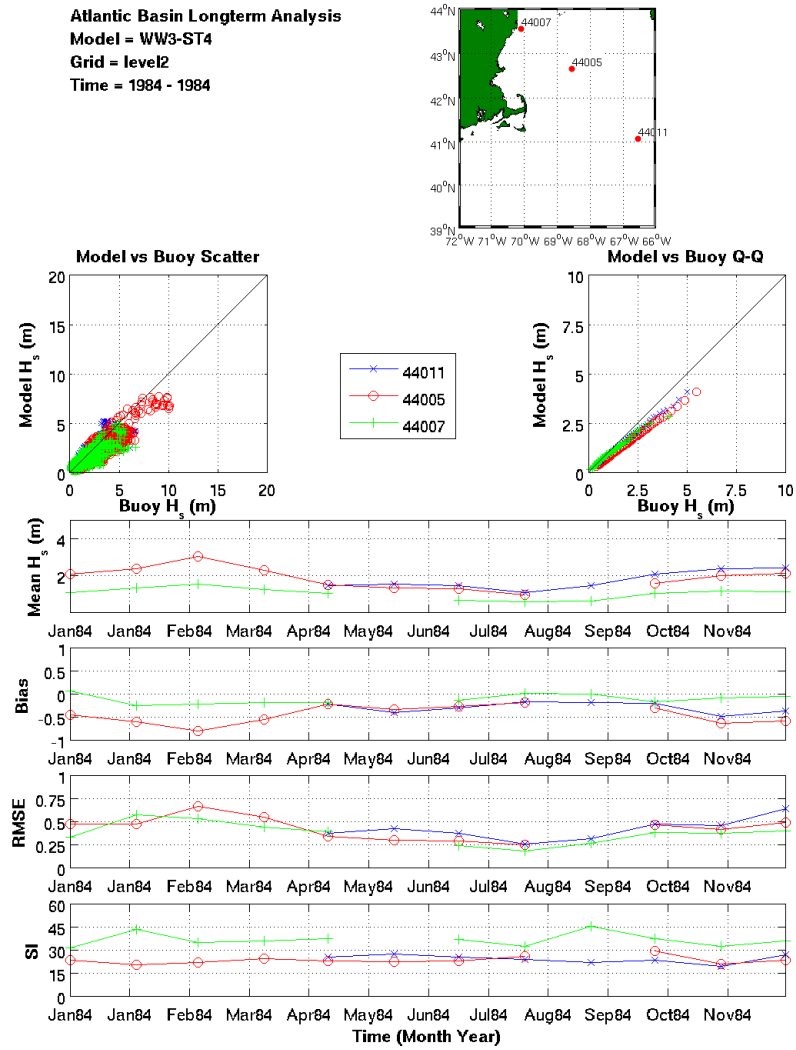 Atlantic Basin Longterm Analysis
Model = WW3-ST4
Grid = level2
Time = 1984 - 1984
44°N
43°N
42°N
41°N
40°N
39°N
72°W 71°W 70°W 69°W 68°W 67°W 66°W
44007
44005
44011
Model vs Buoy Scatter
Model Hs (m)
20
15
10
5
0
0 5 10 15 20
Buoy Hs (m)
44011
44005
44007
Model vs Buoy Q-Q
Model Hs (m)
10
7.5
5
2.5
0
0 2.5 5 7.5 10
Buoy Hs (m)
Mean Hs (m)
4
2
Jan84 Jan84 Feb84 Mar84 Apr84 May84 Jun84 Jul84 Aug84 Sep84 Oct84 Nov84
Bias
1
0.5
0
-0.5
-1
Jan84 Jan84 Feb84 Mar84 Apr84 May84 Jun84 Jul84 Aug84 Sep84 Oct84 Nov84
RMSE
1
0.75
0.5
0.25
0
Jan84 Jan84 Feb84 Mar84 Apr84 May84 Jun84 Jul84 Aug84 Sep84 Oct84 Nov84
SI
60
45
30
15
0
Jan84 Jan84 Feb84 Mar84 Apr84 May84 Jun84 Jul84 Aug84 Sep84 Oct84 Nov84
Time (Month Year)